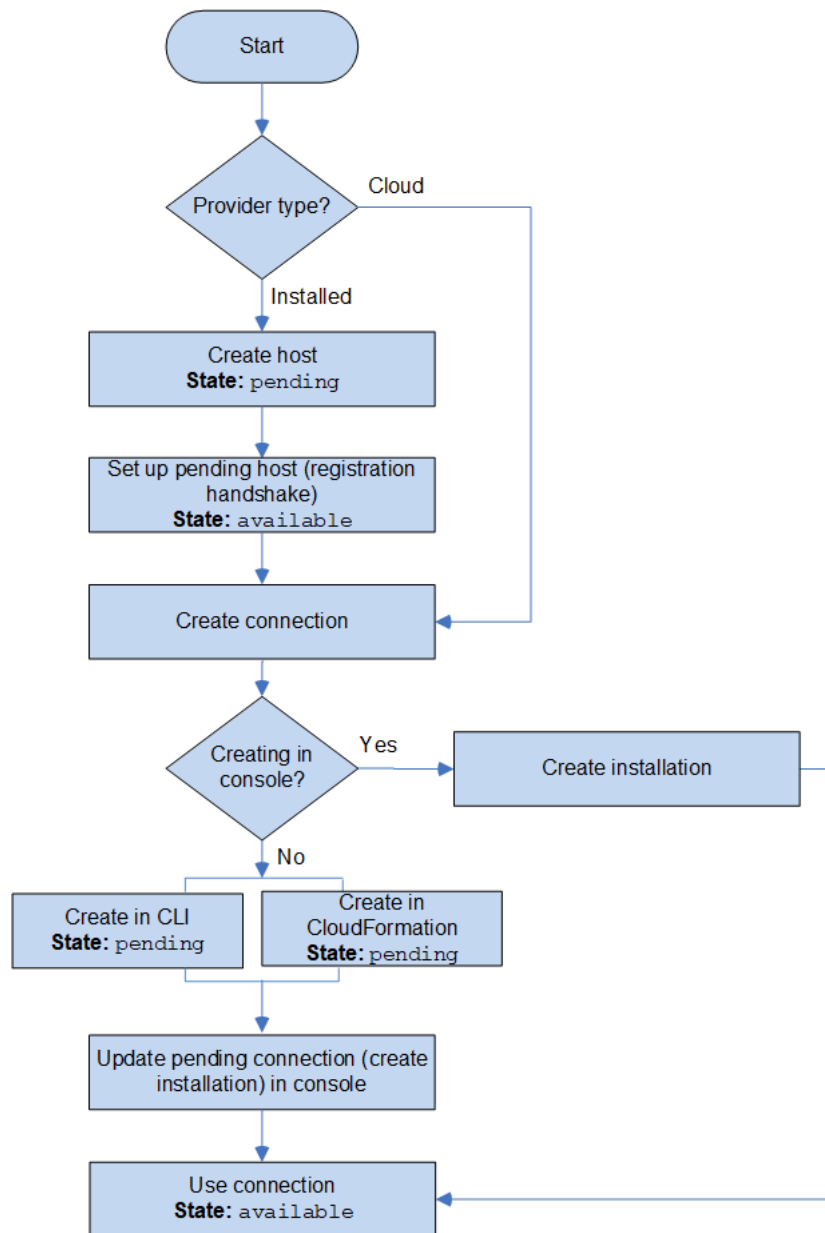 Start
Provider type?
Cloud
Installed
Create host
State: pending
Set up pending host (registration
handshake)
State: available
Create connection
Creating in
console?
Yes
Create installation
No
Create in CLI
State: pending
Create in
CloudFormation
State: pending
Update pending connection (create
installation) in console
Use connection
State: available